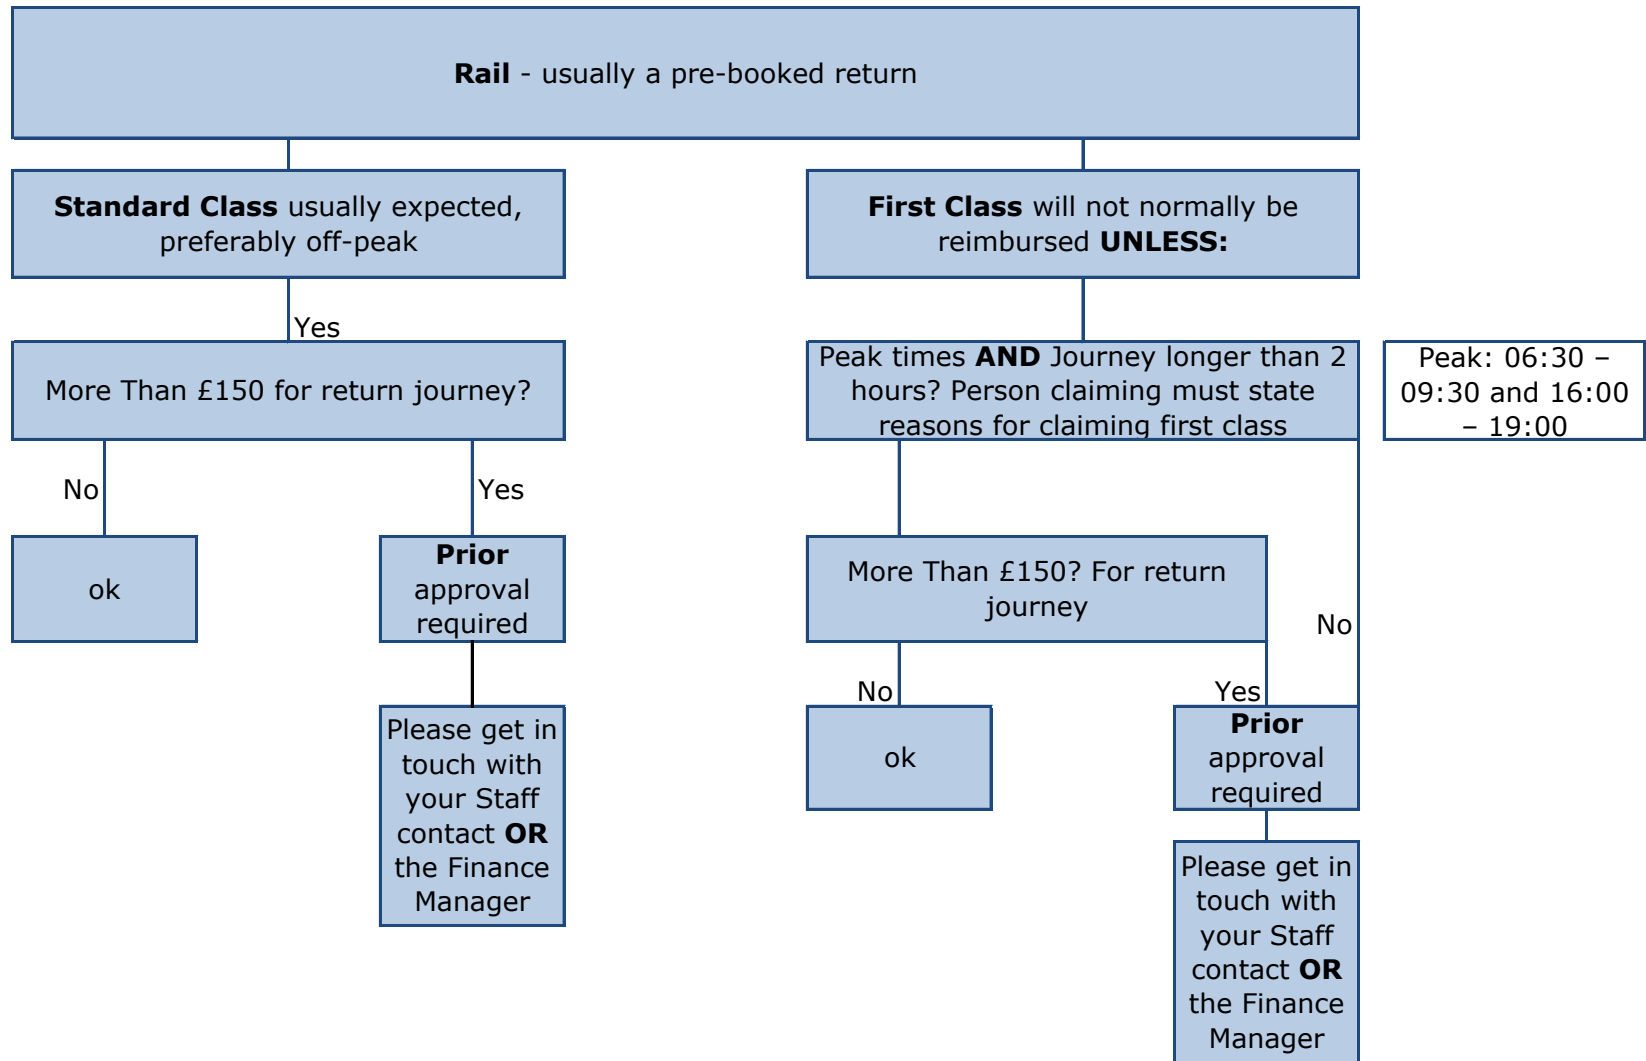 Rail - usually a pre-booked return
Standard Class usually expected,
preferably off-peak
First Class will not normally be
reimbursed UNLESS:
Yes
More Than £150 for return journey?
Peak times AND Journey longer than 2
hours? Person claiming must state
reasons for claiming first class
Peak: 06:30 –
09:30 and 16:00
– 19:00
No
Yes
ok
Prior
approval
required
More Than £150? For return
journey
No
No
Yes
Please get in
touch with
your Staff
contact OR
the Finance
Manager
ok
Prior
approval
required
Please get in
touch with
your Staff
contact OR
the Finance
Manager